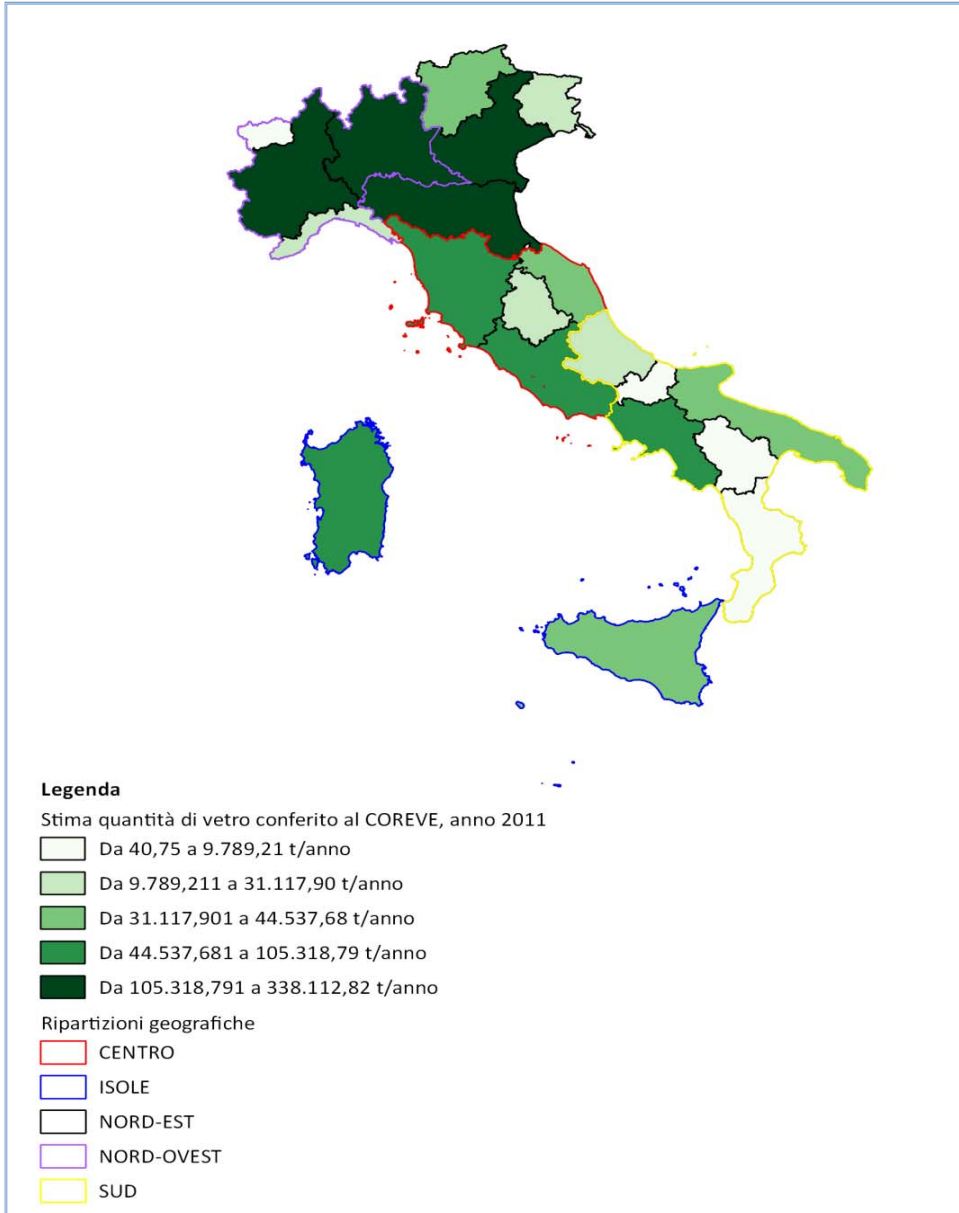 Legenda
Stima quantità di vetro conferito al COREVE, anno 2011
Da 40,75 a 9.789,21 t/anno
Da 9.789,211 a 31.117,90 t/anno
Da 31.117,901 a 44.537,68 t/anno
Da 44.537,681 a 105.318,79 t/anno
Da 105.318,791 a 338.112,82 t/anno
Ripartizioni geografiche
CENTRO
ISOLE
NORD-EST
NORD-OVEST
SUD